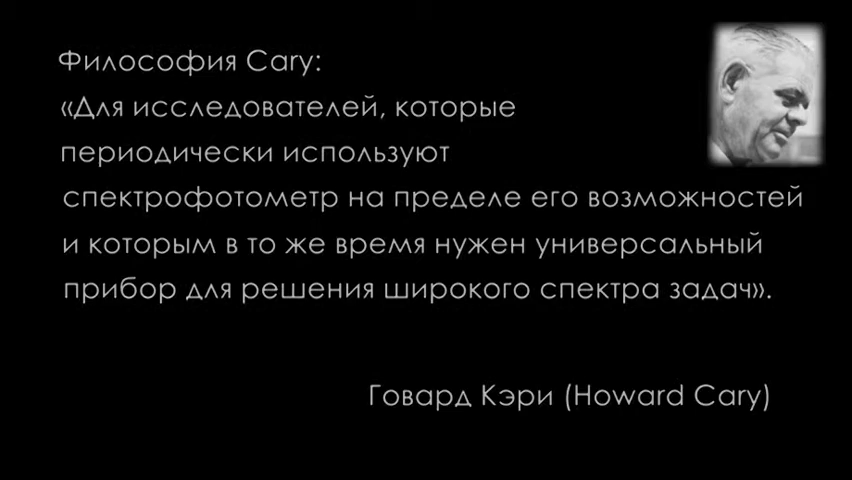 Философия Cary:
«Для исследователей, которые
периодически используют
спектрофотометр на пределе его возможностей
и которым в то же время нужен универсальный
прибор для решения широкого спектра задач».
Говард Кэри (Howard Cary)